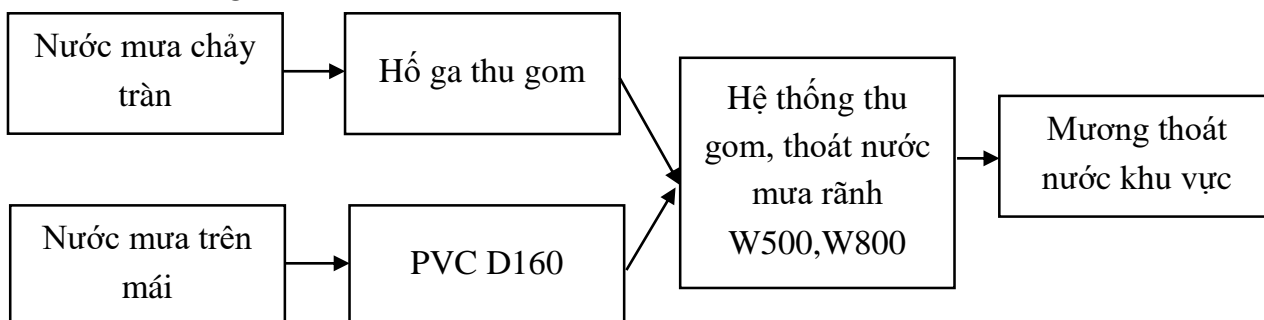 Nước mưa chảy
tràn
Hố ga thu gom
Hệ thống thu
gom, thoát nước
mưa rãnh
W500,W800
Mương thoát
nước khu vực
Nước mưa trên
mái
PVC D160